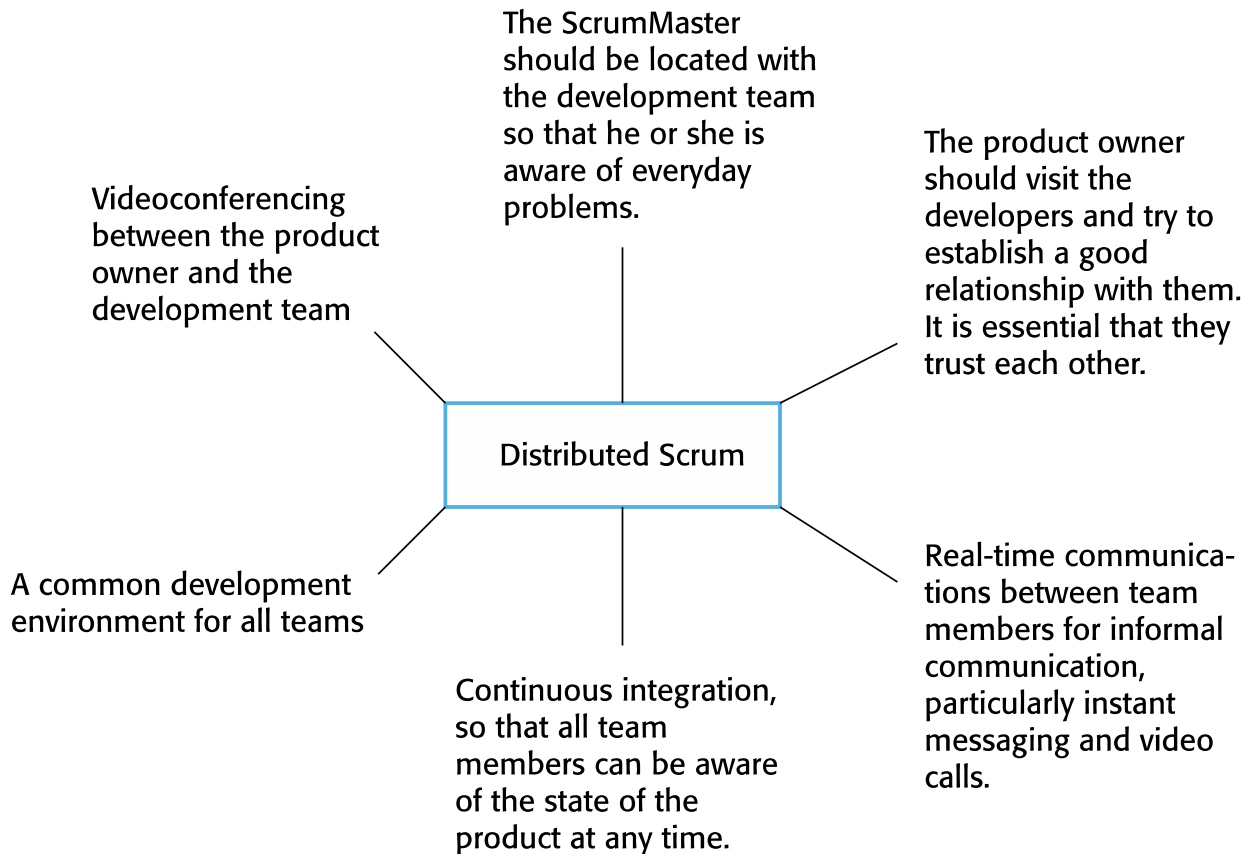 The ScrumMaster
should be located with
the development team
so that he or she is
aware of everyday
problems.
Videoconferencing
between the product
owner and the
development team
The product owner
should visit the
developers and try to
establish a good
relationship with them.
It is essential that they
trust each other.
Distributed Scrum
A common development
environment for all teams
Real-time communica-
tions between team
members for informal
communication,
particularly instant
messaging and video
calls.
Continuous integration,
so that all team
members can be aware
of the state of the
product at any time.